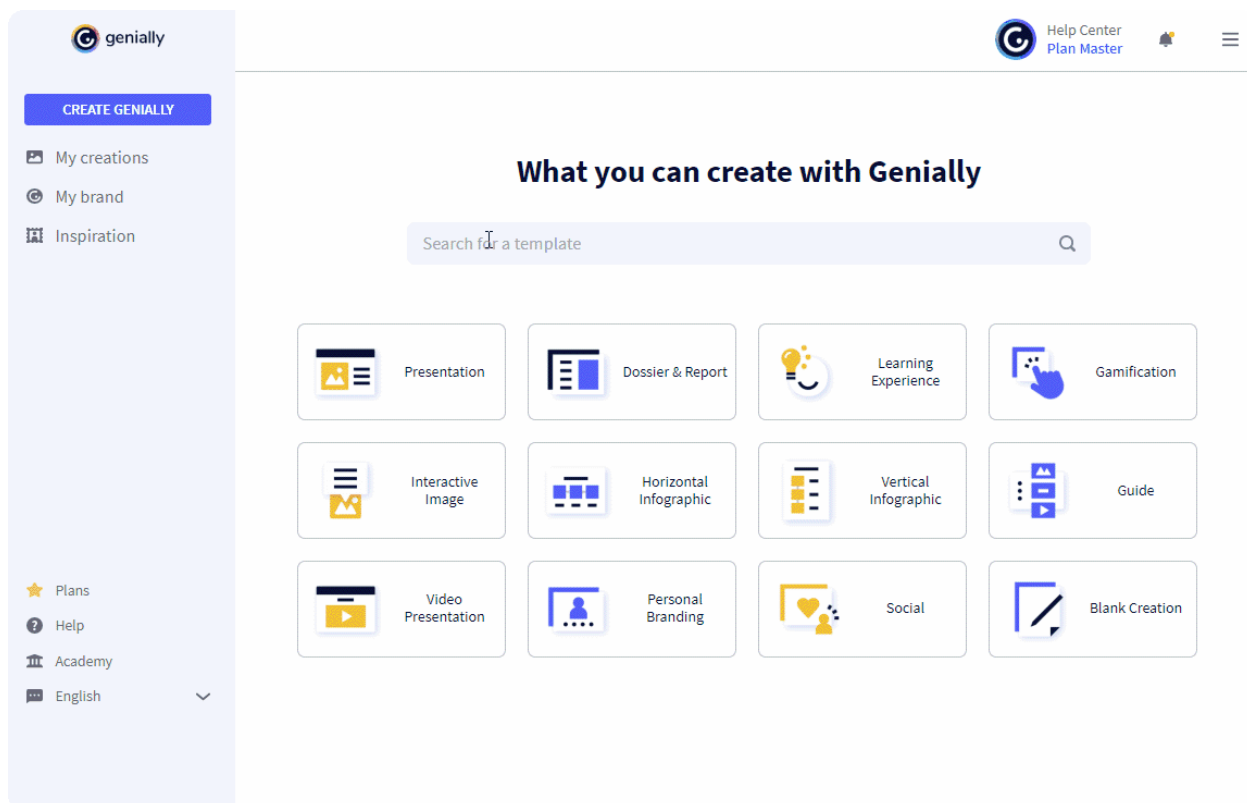 genially
Help Center
Plan Master
CREATE GENIALLY
My creations
My brand
Inspiration
What you can create with Genially
Search for a template
Presentation
Dossier & Report
Learning
Experience
Gamification
Interactive
Image
Horizontal
Infographic
Vertical
Infographic
Guide
Video
Presentation
Personal
Branding
Social
Blank Creation
Plans
Help
Academy
English